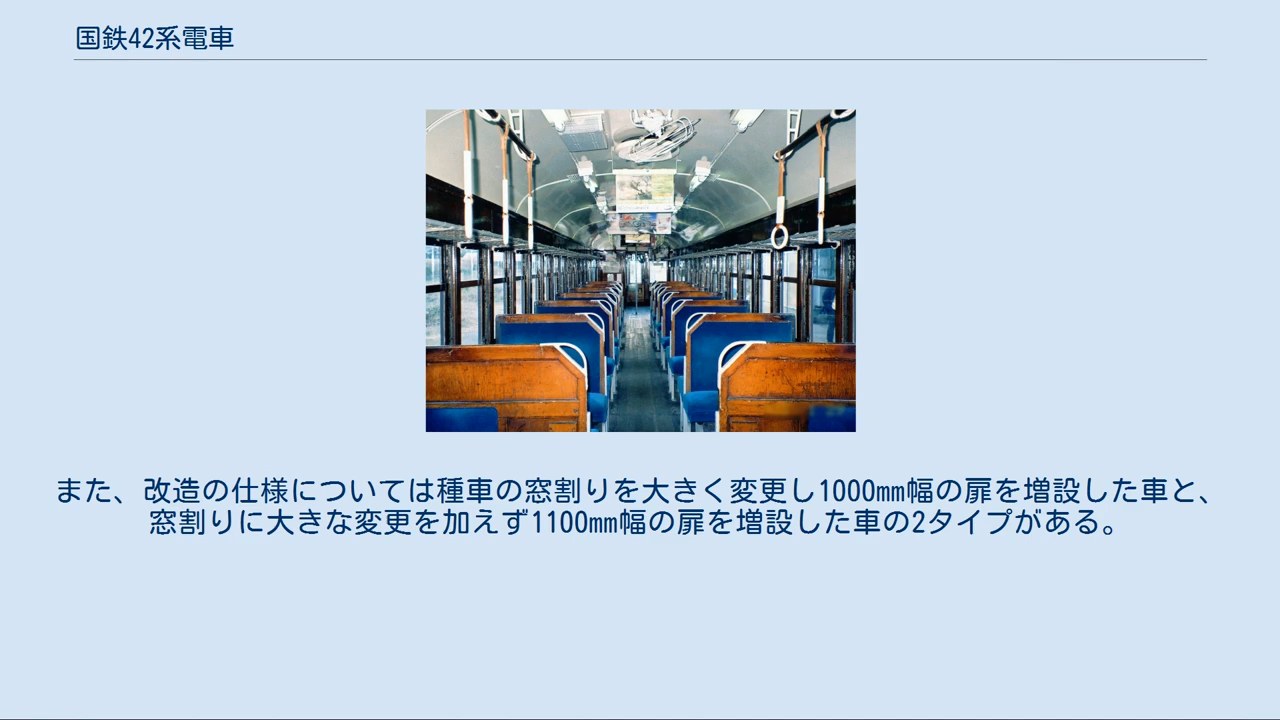 国鉄42系電車
また、改造の仕様については種車の窓割りを大きく変更し1000㎜幅の扉を増設した車と、
窓割りに大きな変更を加えず1100㎜幅の扉を増設した車の2タイプがある。